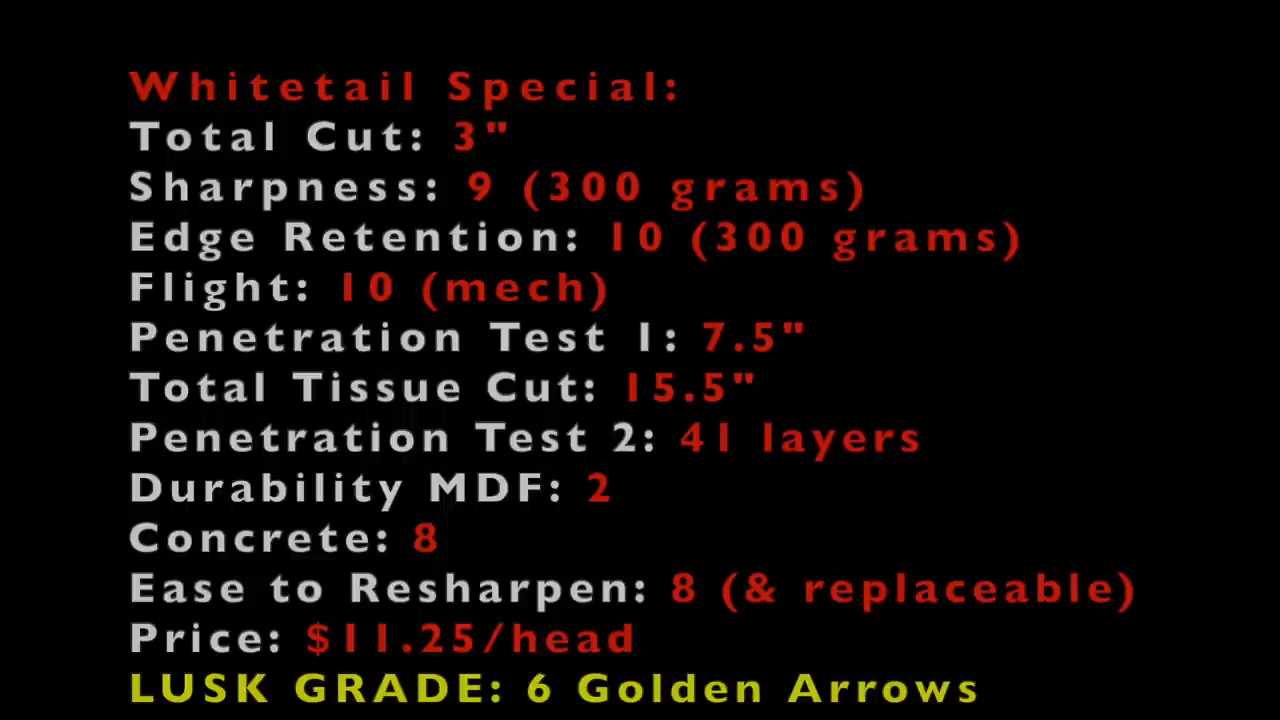 Whitetail Special:
Total Cut: 3"
Sharpness: 9 (300 grams)
Edge Retention: 10 (300 grams)
Flight: 10 (mech)
Penetration Test 1: 7.5"
Total Tissue Cut: 15.5"
Penetration Test 2: 41 layers
Durability MDF: 2
Concrete: 8
Ease to Resharpen: 8 (& replaceable)
Price: $11.25/head
LUSK GRADE: 6 Golden Arrows